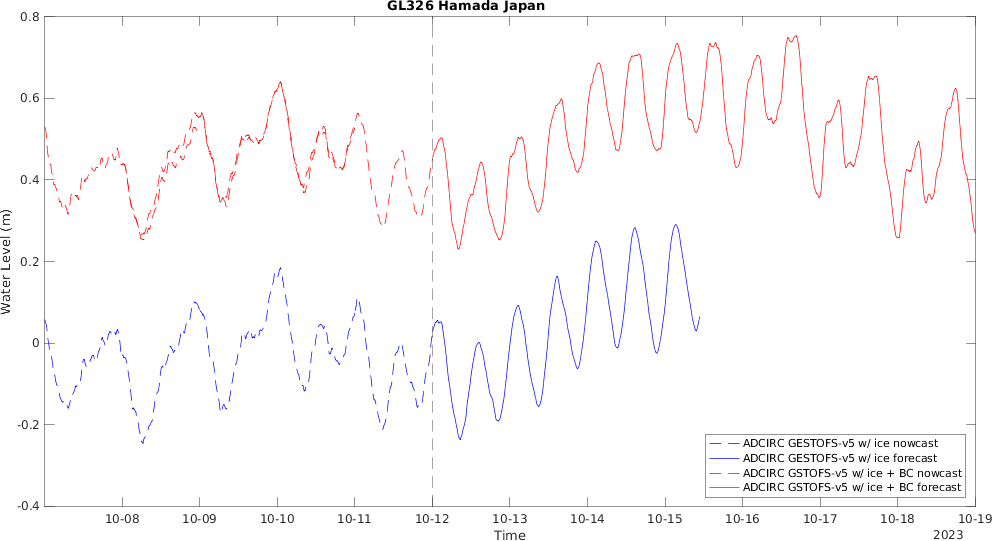 GL326 Hamada Japan
0.8
0.6
0.4
0.2
0
-0.2
-0.4
Water Level (m)
10-08 10-09 10-10 10-11 10-12 10-13 10-14 10-15 10-16 10-17 10-18 10-19
Time
2023
ADCIRC GESTOFS-v5 w/ ice nowcast
ADCIRC GESTOFS-v5 w/ ice forecast
ADCIRC GSTOFS-v5 w/ ice + BC nowcast
ADCIRC GSTOFS-v5 w/ ice + BC forecast